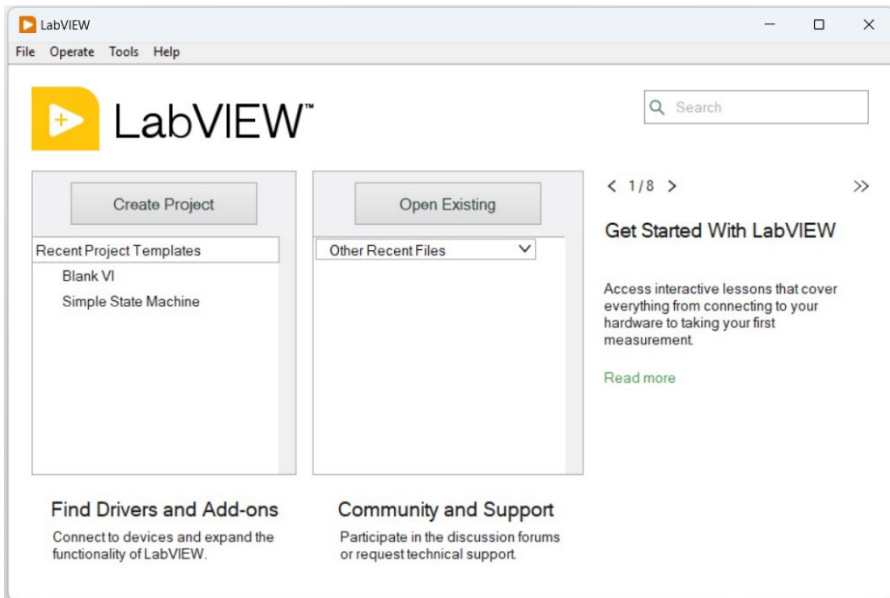 LabVIEW
File Operate Tools Help
LabVIEW™
Search
Create Project
Recent Project Templates
Blank VI
Simple State Machine
Open Existing
Other Recent Files
< 1/8 > >>
Get Started With LabVIEW
Access interactive lessons that cover
everything from connecting to your
hardware to taking your first
measurement.
Read more
Find Drivers and Add-ons
Connect to devices and expand the
functionality of LabVIEW.
Community and Support
Participate in the discussion forums
or request technical support.